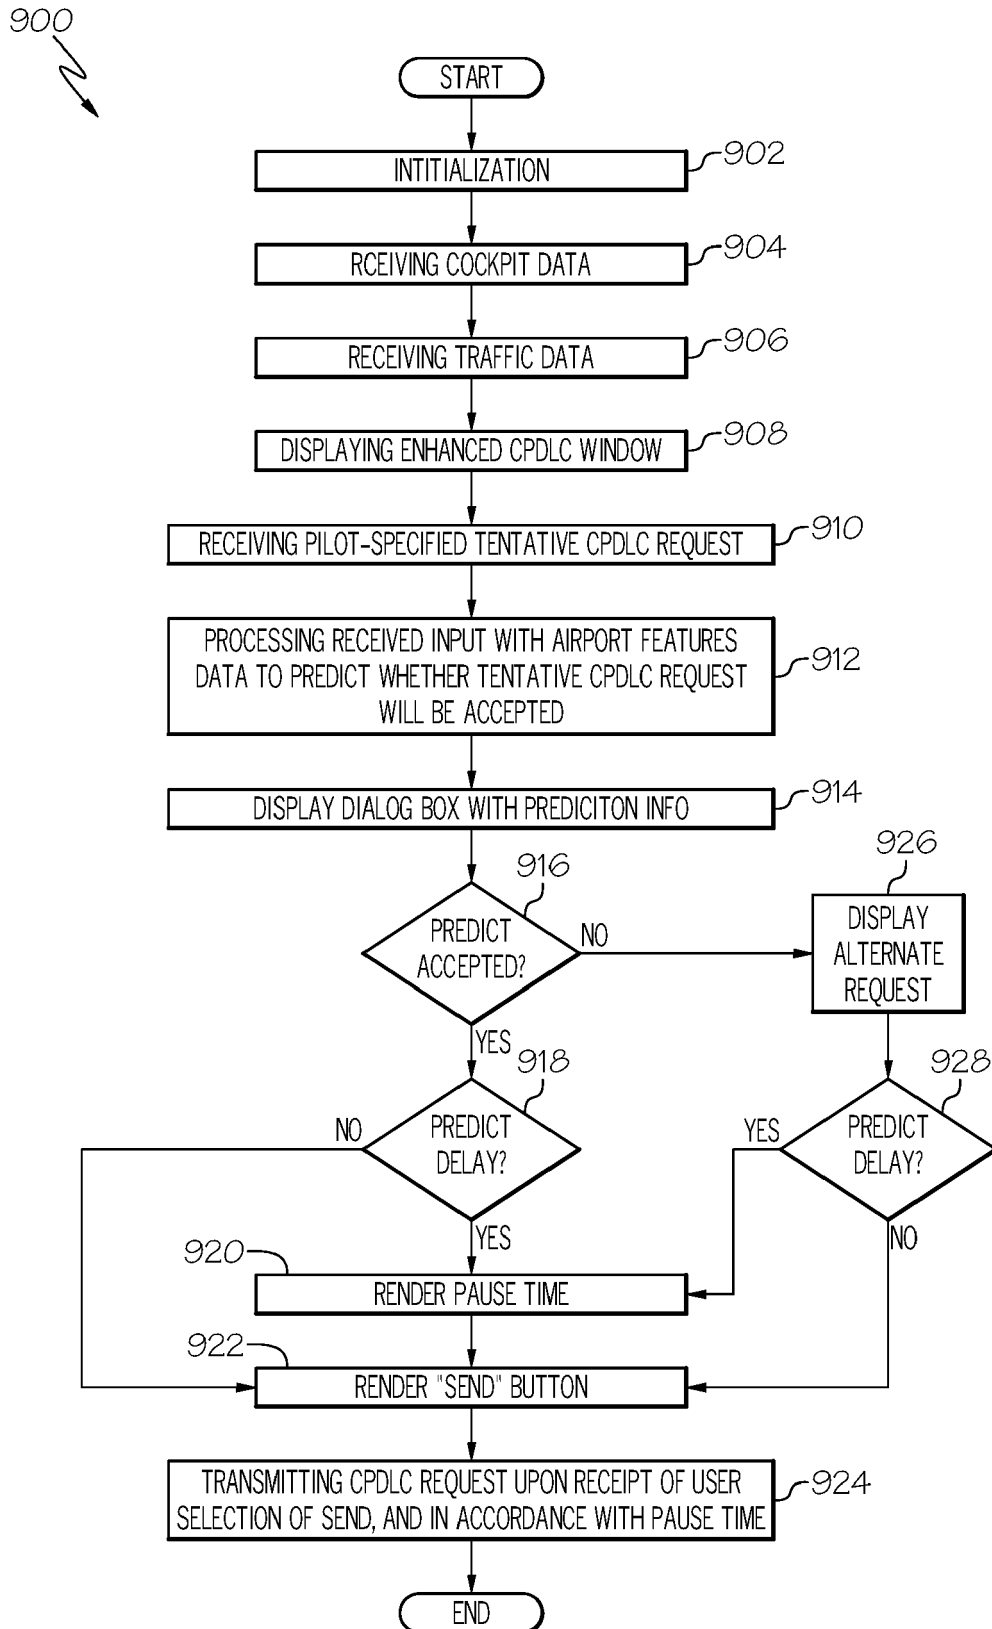 900
START
INTITIALIZATION
902
RCEIVING COCKPIT DATA
904
RECEIVING TRAFFIC DATA
906
DISPLAYING ENHANCED CPDLC WINDOW
908
RECEIVING PILOT-SPECIFIED TENTATIVE CPDLC REQUEST
910
PROCESSING RECEIVED INPUT WITH AIRPORT FEATURES
DATA TO PREDICT WHETHER TENTATIVE CPDLC REQUEST
WILL BE ACCEPTED
912
DISPLAY DIALOG BOX WITH PREDICITON INFO
914
916
PREDICT
ACCEPTED?
NO
926
DISPLAY
ALTERNATE
REQUEST
YES
918
PREDICT
DELAY?
NO
YES
928
PREDICT
DELAY?
YES
NO
920
RENDER PAUSE TIME
922
RENDER "SEND" BUTTON
TRANSMITTING CPDLC REQUEST UPON RECEIPT OF USER
SELECTION OF SEND, AND IN ACCORDANCE WITH PAUSE TIME
924
END